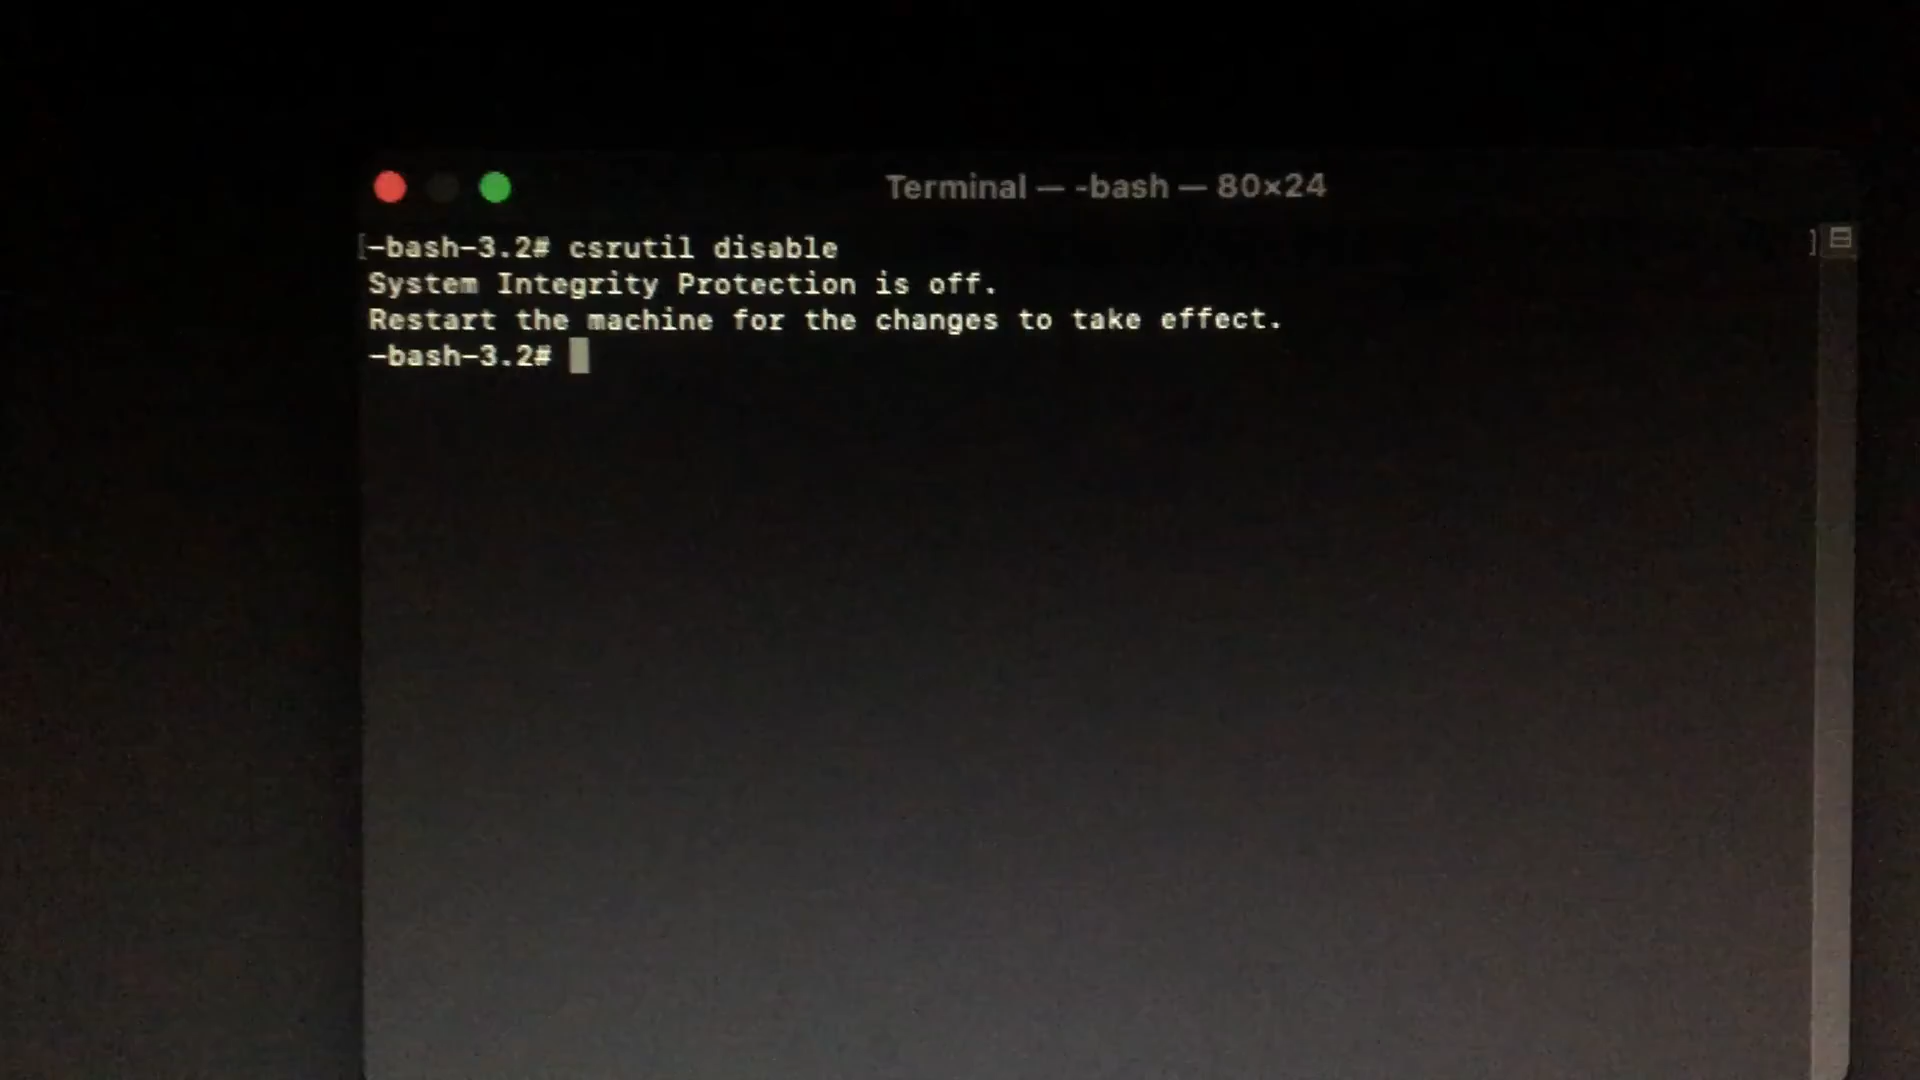 Terminal — -bash — 80×24
[-bash-3.2# csrutil disable ]
System Integrity Protection is off.
Restart the machine for the changes to take effect.
-bash-3.2#